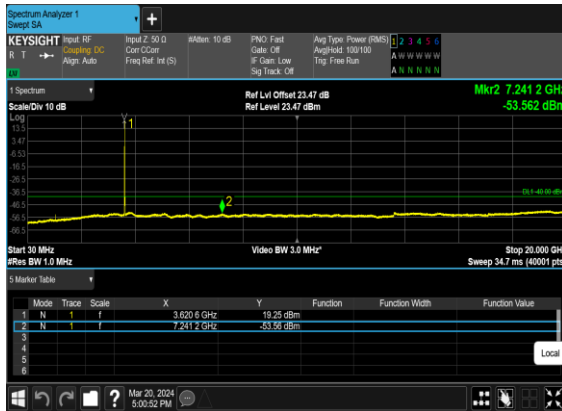 Spectrum Analyzer 1
Swept SA
+
KEYSIGHT Input: RF Input Z: 50 Ω #Atten: 10 dB PNO: Fast Avg Type: Power (RMS) 1 2 3 4 5 6
R T Coupling: DC Corr CCorr Gate: Off Avg|Hold: 100/100 A W W W W W
Align: Auto Freq Ref: Int (S) IF Gain: Low Trig: Free Run
Sig Track: Off A N N N N N
1 Spectrum Ref Lvl Offset 23.47 dB Mkr2 7.241 2 GHz
Scale/Div 10 dB Ref Level 23.47 dBm -53.562 dBm
Log
13.5
1
3.47
-6.53
-16.5
-26.5
-36.5
DL1 -40.00 dBm
-46.5
2
-56.5
-66.5
Start 30 MHz Video BW 3.0 MHz* Stop 20.000 GHz
#Res BW 1.0 MHz Sweep 34.7 ms (40001 pts)
5 Marker Table
Mode Trace Scale X Y Function Function Width Function Value
1 N 1 f 3.620 6 GHz 19.25 dBm
2 N 1 f 7.241 2 GHz -53.56 dBm
3
4
5
6
Local
? Mar 20, 2024
5:00:52 PM